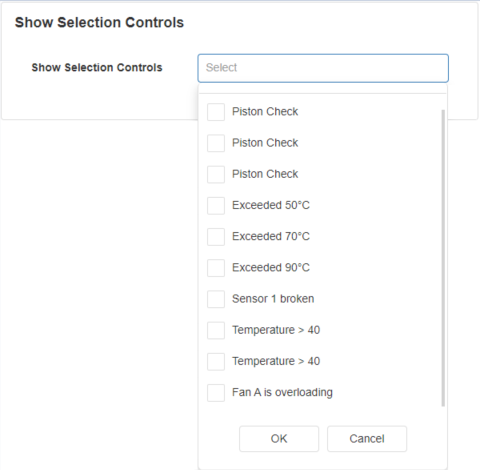 Show Selection Controls
Show Selection Controls
Select
Piston Check
Piston Check
Piston Check
Exceeded 50°C
Exceeded 70°C
Exceeded 90°C
Sensor 1 broken
Temperature > 40
Temperature > 40
Fan A is overloading
OK Cancel